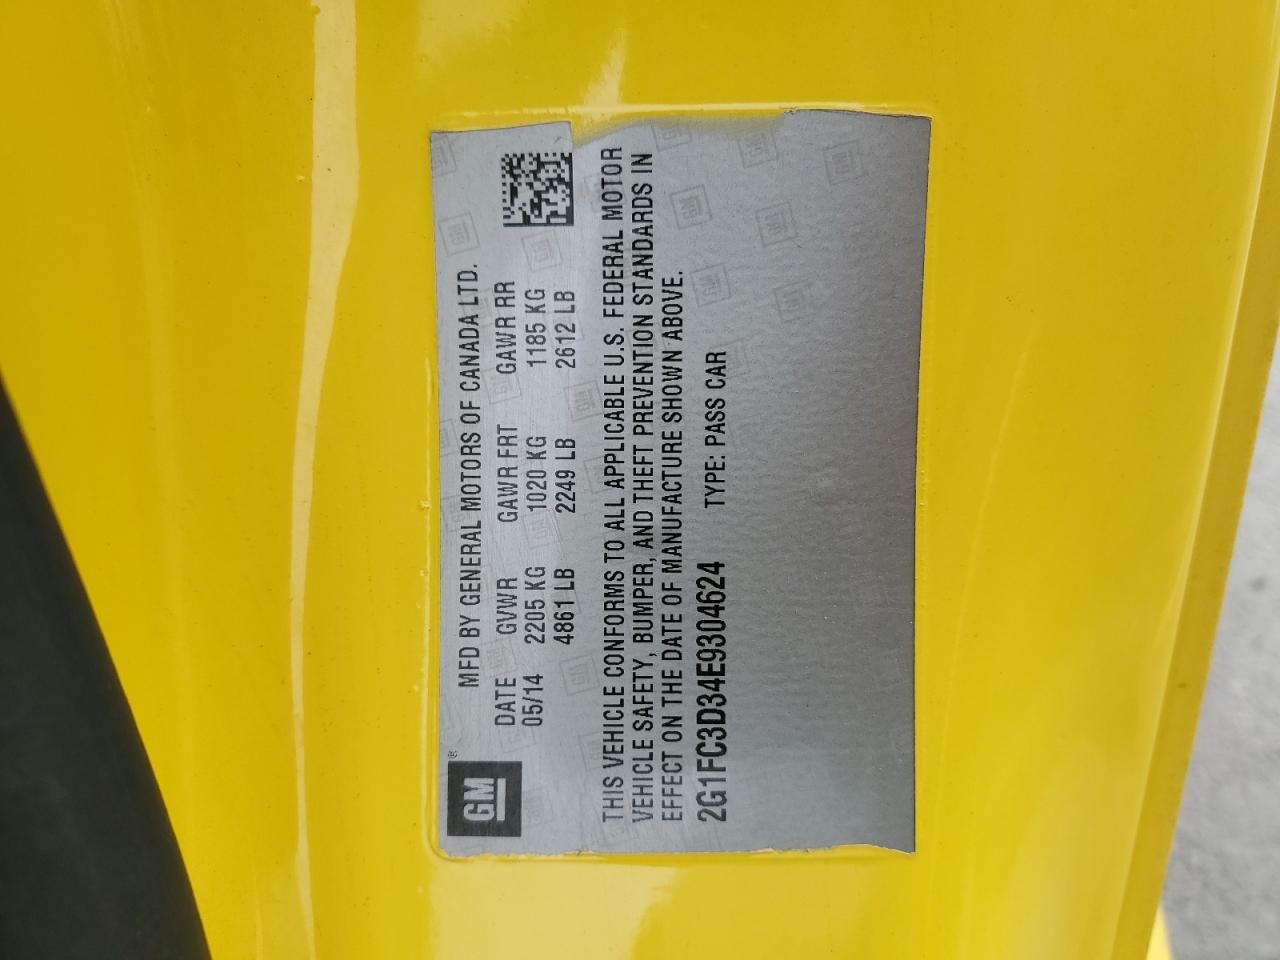 GM®
MFD BY GENERAL MOTORS OF CANADA LTD.
DATE GVWR GAWR FRT GAWR RR
05/14 2205 KG 1020 KG 1185 KG
4861 LB 2249 LB 2612 LB
THIS VEHICLE CONFORMS TO ALL APPLICABLE U.S. FEDERAL MOTOR
VEHICLE SAFETY, BUMPER, AND THEFT PREVENTION STANDARDS IN
EFFECT ON THE DATE OF MANUFACTURE SHOWN ABOVE.
2G1FC3D34E9304624 TYPE: PASS CAR